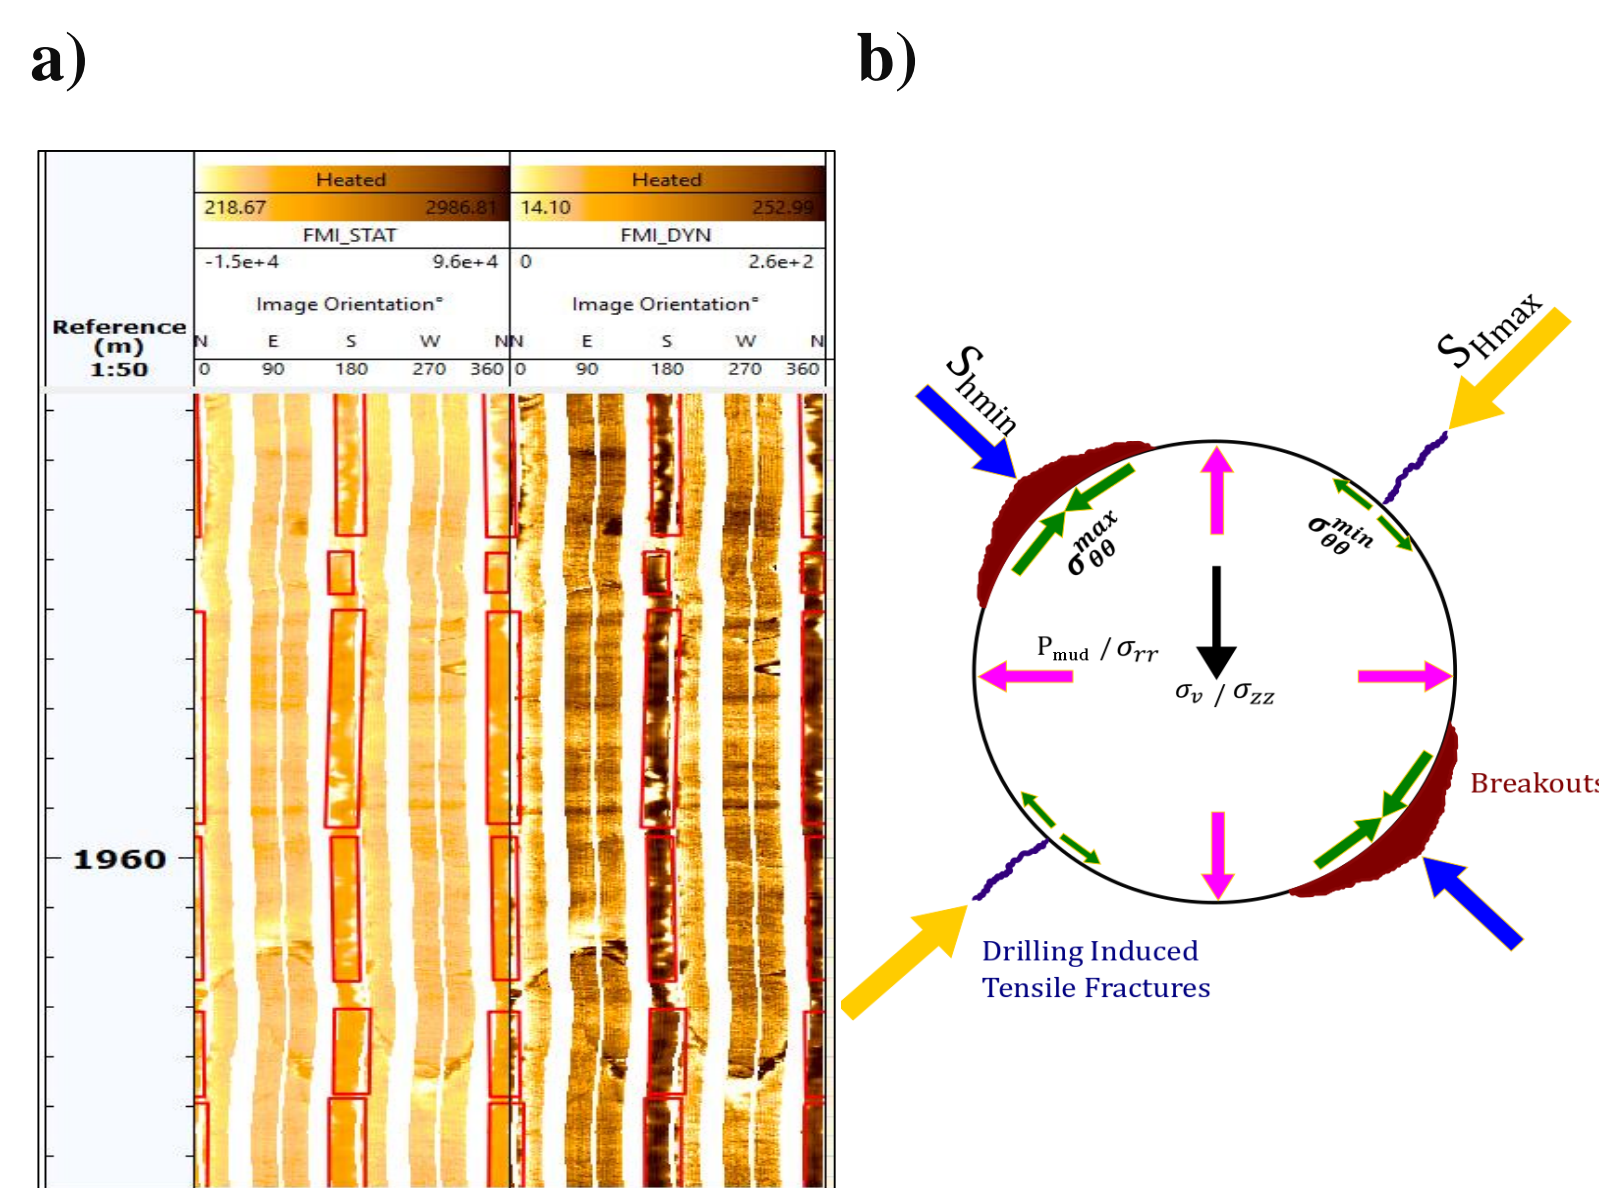 a)
b)
Heated
Heated
218.67 2986.81
14.10 252.99
FMI_STAT
FMI_DYN
-1.5e+4 9.6e+4
0 2.6e+2
Image Orientation°
Image Orientation°
Reference
(m)
1:50
N E S W N
N E S W N
0 90 180 270 360
0 90 180 270 360
1960
Shmin
SHmax
σθθmax
σθθmin
Pmud / σrr
σv / σzz
Breakouts
Drilling Induced
Tensile Fractures